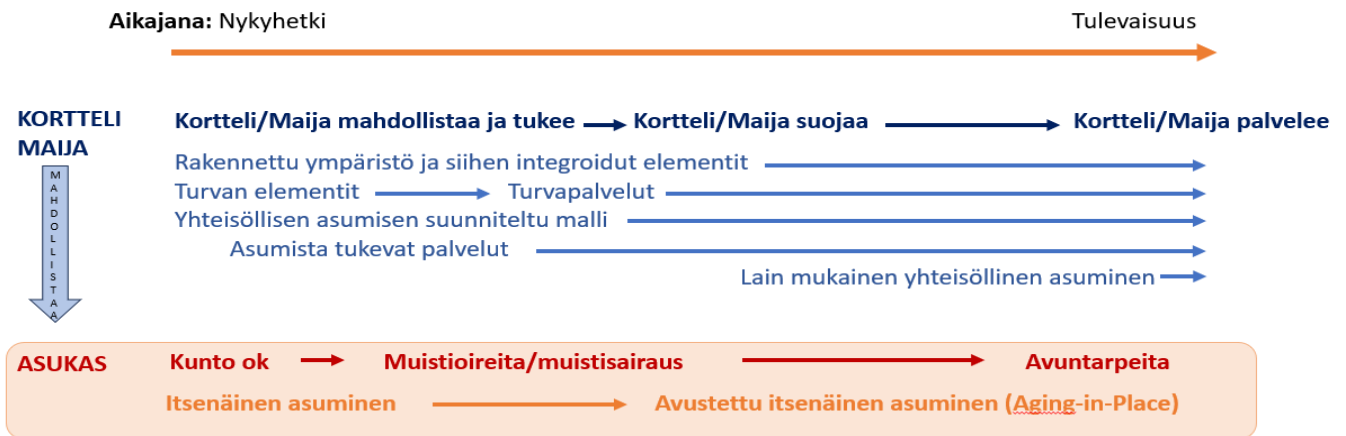 Aikajana: Nykyhetki Tulevaisuus
KORTTELI
MAIJA
Kortteli/Maija mahdollistaa ja tukee Kortteli/Maija suojaa Kortteli/Maija palvelee
Rakennettu ympäristö ja siihen integroidut elementit
Turvan elementit Turvapalvelut
Yhteisöllisen asumisen suunniteltu malli
Asumista tukevat palvelut
Lain mukainen yhteisöllinen asuminen
MAHDOLLISTAA
ASUKAS Kunto ok Muistioireita/muistisairaus Avuntarpeita
Itsenäinen asuminen Avustettu itsenäinen asuminen (Aging-in-Place)